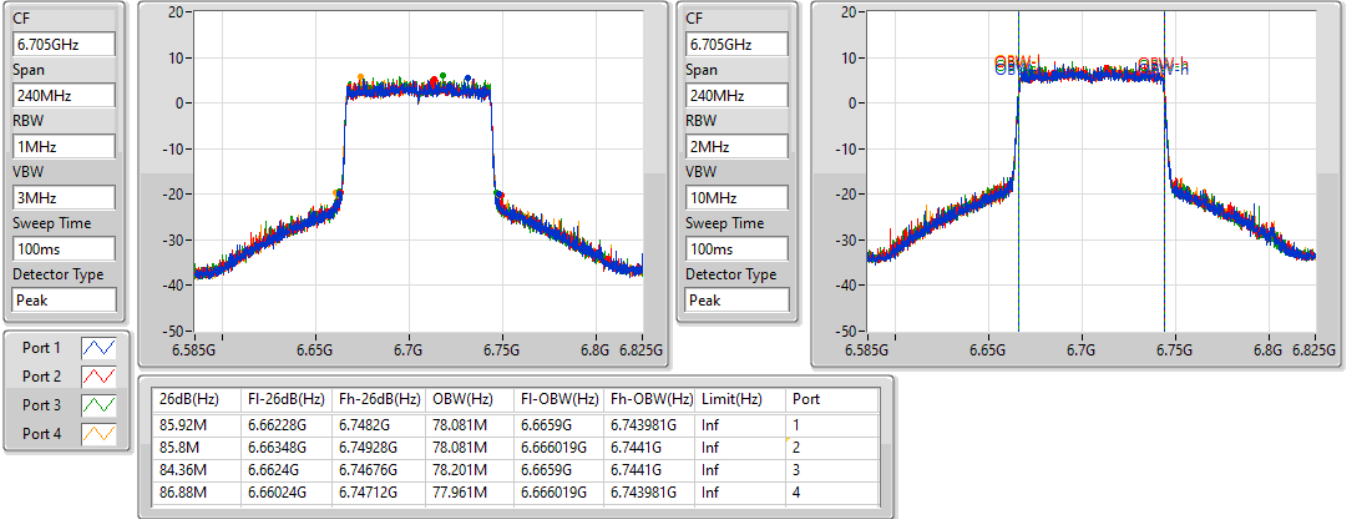 CF
6.705GHz
Span
240MHz
RBW
1MHz
VBW
3MHz
Sweep Time
100ms
Detector Type
Peak
20
10
0
-10
-20
-30
-40
-50
6.585G 6.65G 6.7G 6.75G 6.8G 6.825G
CF
6.705GHz
Span
240MHz
RBW
2MHz
VBW
10MHz
Sweep Time
100ms
Detector Type
Peak
20
10
0
-10
-20
-30
-40
-50
OBW-l OBW-h
6.585G 6.65G 6.7G 6.75G 6.8G 6.825G
Port 1
Port 2
Port 3
Port 4
26dB(Hz) Fl-26dB(Hz) Fh-26dB(Hz) OBW(Hz) Fl-OBW(Hz) Fh-OBW(Hz) Limit(Hz) Port
85.92M 6.66228G 6.7482G 78.081M 6.6659G 6.743981G Inf 1
85.8M 6.66348G 6.74928G 78.081M 6.666019G 6.7441G Inf 2
84.36M 6.6624G 6.74676G 78.201M 6.6659G 6.7441G Inf 3
86.88M 6.66024G 6.74712G 77.961M 6.666019G 6.743981G Inf 4